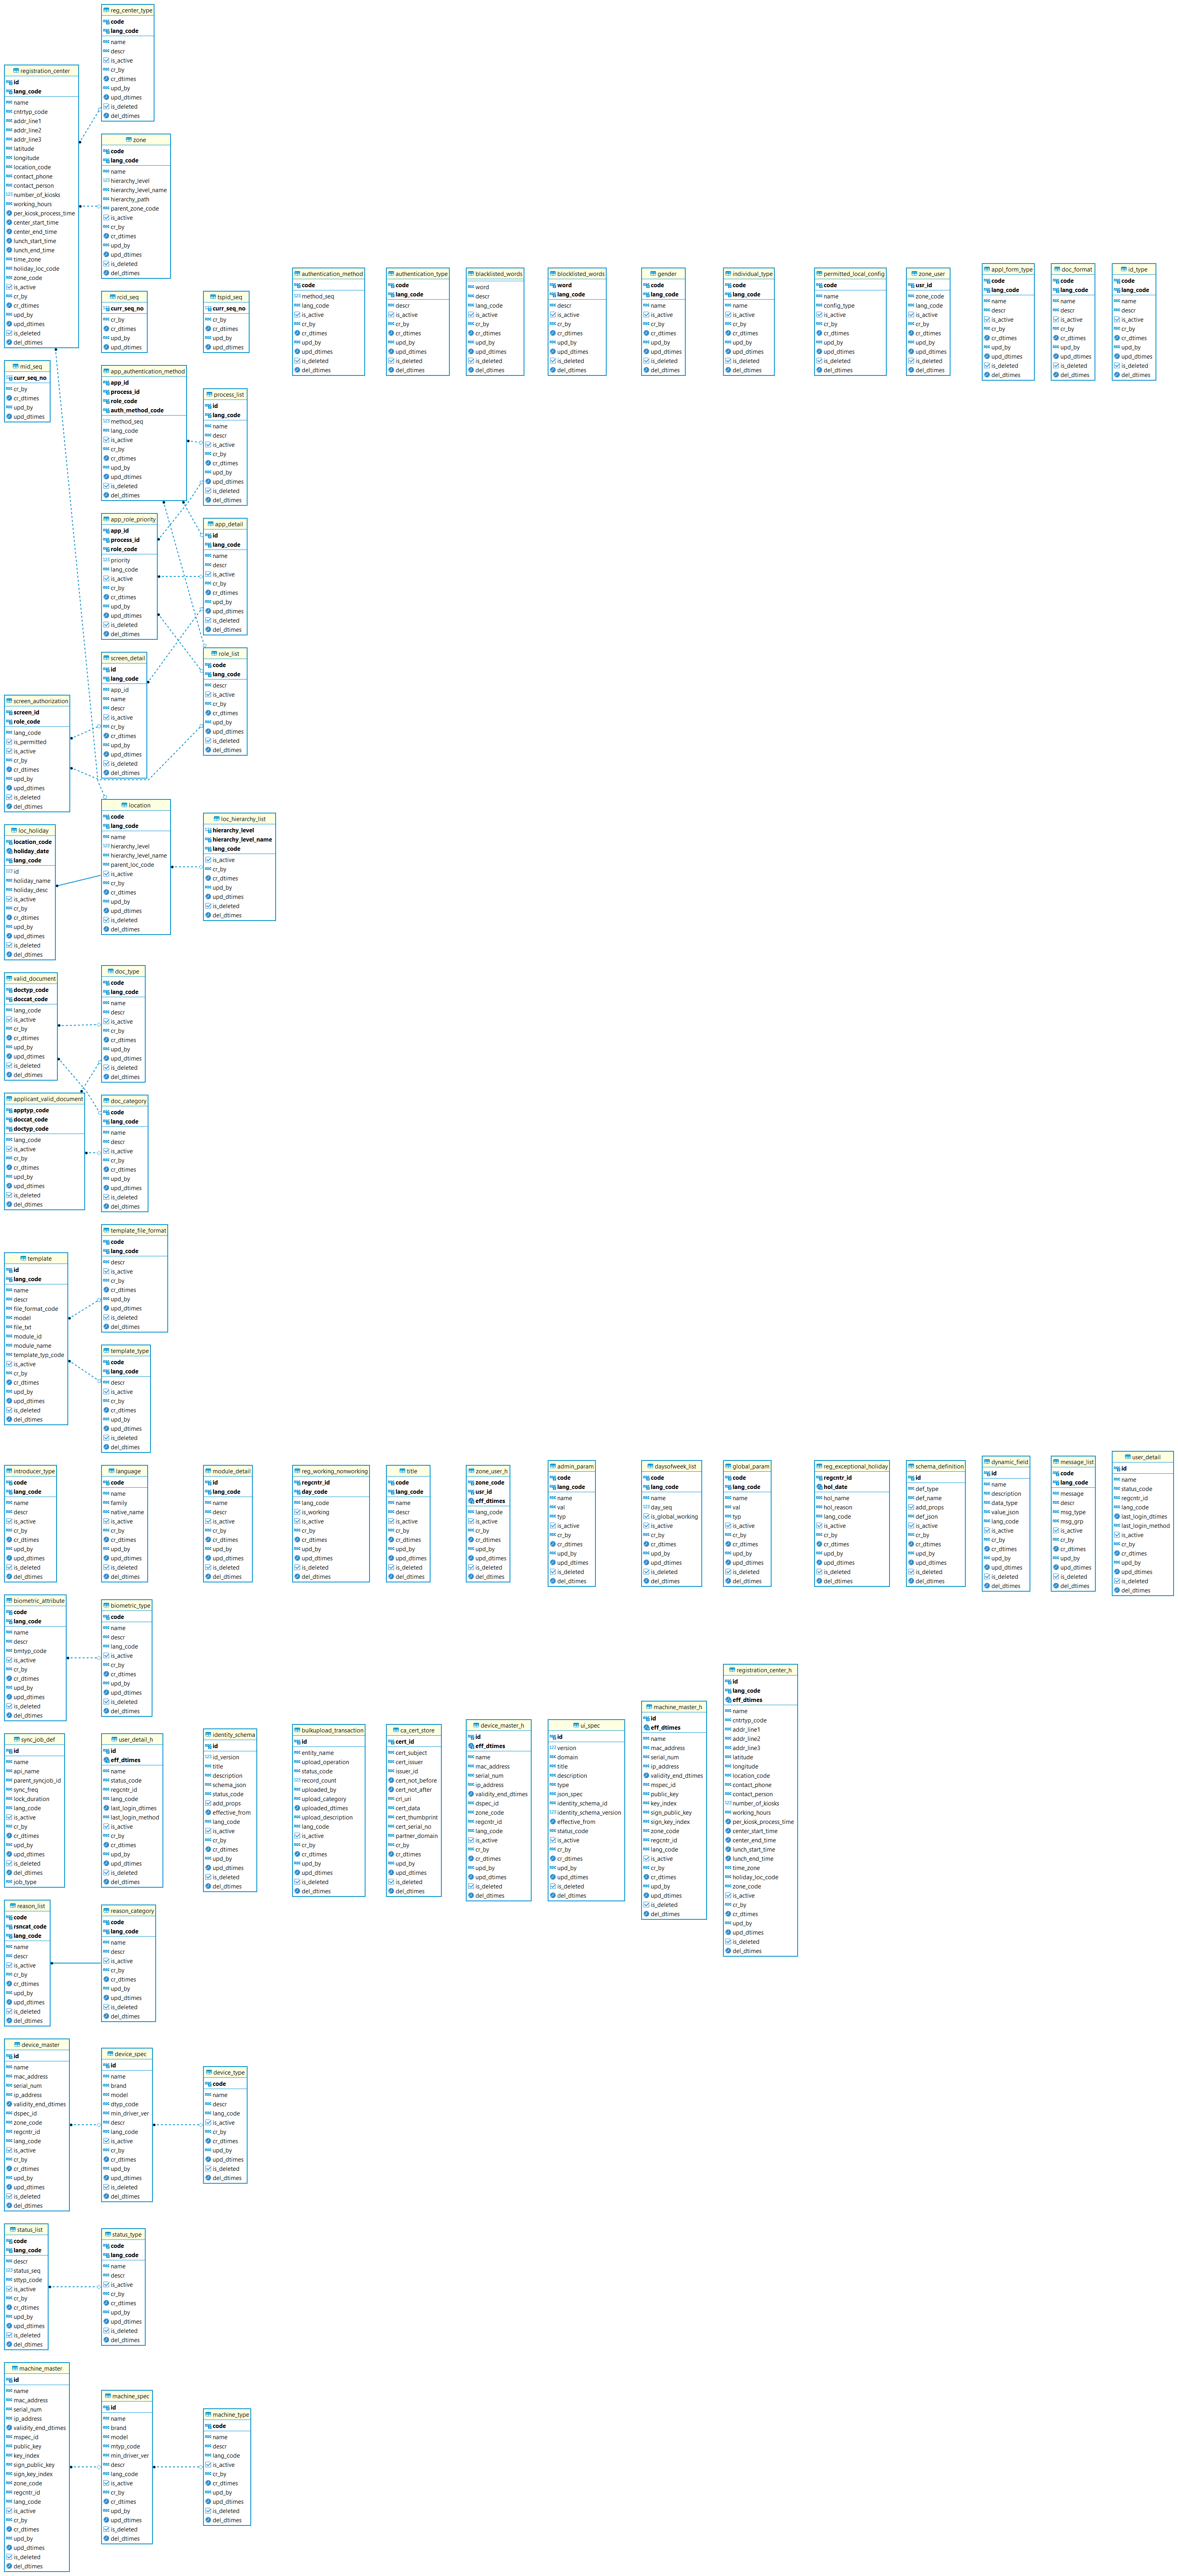 reg_center_type
code
lang_code
name
descr
is_active
cr_by
cr_dtimes
upd_by
upd_dtimes
is_deleted
del_dtimes
registration_center
id
lang_code
name
cntrtyp_code
addr_line1
addr_line2
addr_line3
latitude
longitude
location_code
contact_phone
contact_person
number_of_kiosks
working_hours
per_kiosk_process_time
center_start_time
center_end_time
lunch_start_time
lunch_end_time
time_zone
holiday_loc_code
zone_code
is_active
cr_by
cr_dtimes
upd_by
upd_dtimes
is_deleted
del_dtimes
zone
code
lang_code
name
hierarchy_level
hierarchy_level_name
hierarchy_path
parent_zone_code
is_active
cr_by
cr_dtimes
upd_by
upd_dtimes
is_deleted
del_dtimes
rcid_seq
curr_seq_no
cr_by
cr_dtimes
upd_by
upd_dtimes
tspid_seq
curr_seq_no
cr_by
cr_dtimes
upd_by
upd_dtimes
authentication_method
code
method_seq
lang_code
is_active
cr_by
cr_dtimes
upd_by
upd_dtimes
is_deleted
del_dtimes
authentication_type
code
lang_code
descr
is_active
cr_by
cr_dtimes
upd_by
upd_dtimes
is_deleted
del_dtimes
blacklisted_words
word
descr
lang_code
is_active
cr_by
cr_dtimes
upd_by
upd_dtimes
is_deleted
del_dtimes
blocklisted_words
word
lang_code
descr
is_active
cr_by
cr_dtimes
upd_by
upd_dtimes
is_deleted
del_dtimes
gender
code
lang_code
name
is_active
cr_by
cr_dtimes
upd_by
upd_dtimes
is_deleted
del_dtimes
individual_type
code
lang_code
name
is_active
cr_by
cr_dtimes
upd_by
upd_dtimes
is_deleted
del_dtimes
permitted_local_config
code
name
config_type
is_active
cr_by
cr_dtimes
upd_by
upd_dtimes
is_deleted
del_dtimes
zone_user
usr_id
zone_code
lang_code
is_active
cr_by
cr_dtimes
upd_by
upd_dtimes
is_deleted
del_dtimes
appl_form_type
code
lang_code
name
descr
is_active
cr_by
cr_dtimes
upd_by
upd_dtimes
is_deleted
del_dtimes
doc_format
code
lang_code
name
descr
is_active
cr_by
cr_dtimes
upd_by
upd_dtimes
is_deleted
del_dtimes
id_type
code
lang_code
name
descr
is_active
cr_by
cr_dtimes
upd_by
upd_dtimes
is_deleted
del_dtimes
mid_seq
curr_seq_no
cr_by
cr_dtimes
upd_by
upd_dtimes
app_authentication_method
app_id
process_id
role_code
auth_method_code
method_seq
lang_code
is_active
cr_by
cr_dtimes
upd_by
upd_dtimes
is_deleted
del_dtimes
process_list
id
lang_code
name
descr
is_active
cr_by
cr_dtimes
upd_by
upd_dtimes
is_deleted
del_dtimes
app_role_priority
app_id
process_id
role_code
priority
lang_code
is_active
cr_by
cr_dtimes
upd_by
upd_dtimes
is_deleted
del_dtimes
app_detail
id
lang_code
name
descr
is_active
cr_by
cr_dtimes
upd_by
upd_dtimes
is_deleted
del_dtimes
screen_detail
id
lang_code
app_id
name
descr
is_active
cr_by
cr_dtimes
upd_by
upd_dtimes
is_deleted
del_dtimes
role_list
code
lang_code
descr
is_active
cr_by
cr_dtimes
upd_by
upd_dtimes
is_deleted
del_dtimes
screen_authorization
screen_id
role_code
lang_code
is_permitted
is_active
cr_by
cr_dtimes
upd_by
upd_dtimes
is_deleted
del_dtimes
location
code
lang_code
name
hierarchy_level
hierarchy_level_name
parent_loc_code
is_active
cr_by
cr_dtimes
upd_by
upd_dtimes
is_deleted
del_dtimes
loc_hierarchy_list
hierarchy_level
hierarchy_level_name
lang_code
is_active
cr_by
cr_dtimes
upd_by
upd_dtimes
is_deleted
del_dtimes
loc_holiday
location_code
holiday_date
lang_code
id
holiday_name
holiday_desc
is_active
cr_by
cr_dtimes
upd_by
upd_dtimes
is_deleted
del_dtimes
valid_document
doctyp_code
doccat_code
lang_code
is_active
cr_by
cr_dtimes
upd_by
upd_dtimes
is_deleted
del_dtimes
doc_type
code
lang_code
name
descr
is_active
cr_by
cr_dtimes
upd_by
upd_dtimes
is_deleted
del_dtimes
applicant_valid_document
apptyp_code
doccat_code
doctyp_code
lang_code
is_active
cr_by
cr_dtimes
upd_by
upd_dtimes
is_deleted
del_dtimes
doc_category
code
lang_code
name
descr
is_active
cr_by
cr_dtimes
upd_by
upd_dtimes
is_deleted
del_dtimes
template_file_format
code
lang_code
descr
is_active
cr_by
cr_dtimes
upd_by
upd_dtimes
is_deleted
del_dtimes
template
id
lang_code
name
descr
file_format_code
model
file_txt
module_id
module_name
template_typ_code
is_active
cr_by
cr_dtimes
upd_by
upd_dtimes
is_deleted
del_dtimes
template_type
code
lang_code
descr
is_active
cr_by
cr_dtimes
upd_by
upd_dtimes
is_deleted
del_dtimes
introducer_type
code
lang_code
name
descr
is_active
cr_by
cr_dtimes
upd_by
upd_dtimes
is_deleted
del_dtimes
language
code
name
family
native_name
is_active
cr_by
cr_dtimes
upd_by
upd_dtimes
is_deleted
del_dtimes
module_detail
id
lang_code
name
descr
is_active
cr_by
cr_dtimes
upd_by
upd_dtimes
is_deleted
del_dtimes
reg_working_nonworking
regcntr_id
day_code
lang_code
is_working
is_active
cr_by
cr_dtimes
upd_by
upd_dtimes
is_deleted
del_dtimes
title
code
lang_code
name
descr
is_active
cr_by
cr_dtimes
upd_by
upd_dtimes
is_deleted
del_dtimes
zone_user_h
zone_code
usr_id
eff_dtimes
lang_code
is_active
cr_by
cr_dtimes
upd_by
upd_dtimes
is_deleted
del_dtimes
admin_param
code
lang_code
name
val
typ
is_active
cr_by
cr_dtimes
upd_by
upd_dtimes
is_deleted
del_dtimes
daysofweek_list
code
lang_code
name
day_seq
is_global_working
is_active
cr_by
cr_dtimes
upd_by
upd_dtimes
is_deleted
del_dtimes
global_param
code
lang_code
name
val
typ
is_active
cr_by
cr_dtimes
upd_by
upd_dtimes
is_deleted
del_dtimes
reg_exceptional_holiday
regcntr_id
hol_date
hol_name
hol_reason
lang_code
is_active
cr_by
cr_dtimes
upd_by
upd_dtimes
is_deleted
del_dtimes
schema_definition
id
def_type
def_name
add_props
def_json
is_active
cr_by
cr_dtimes
upd_by
upd_dtimes
is_deleted
del_dtimes
dynamic_field
id
name
description
data_type
value_json
lang_code
is_active
cr_by
cr_dtimes
upd_by
upd_dtimes
is_deleted
del_dtimes
message_list
code
lang_code
message
descr
msg_type
msg_grp
is_active
cr_by
cr_dtimes
upd_by
upd_dtimes
is_deleted
del_dtimes
user_detail
id
name
status_code
regcntr_id
lang_code
last_login_dtimes
last_login_method
is_active
cr_by
cr_dtimes
upd_by
upd_dtimes
is_deleted
del_dtimes
biometric_attribute
code
lang_code
name
descr
bmtyp_code
is_active
cr_by
cr_dtimes
upd_by
upd_dtimes
is_deleted
del_dtimes
biometric_type
code
name
descr
lang_code
is_active
cr_by
cr_dtimes
upd_by
upd_dtimes
is_deleted
del_dtimes
sync_job_def
id
name
api_name
parent_syncjob_id
sync_freq
lock_duration
lang_code
is_active
cr_by
cr_dtimes
upd_by
upd_dtimes
is_deleted
del_dtimes
job_type
user_detail_h
id
eff_dtimes
name
status_code
regcntr_id
lang_code
last_login_dtimes
last_login_method
is_active
cr_by
cr_dtimes
upd_by
upd_dtimes
is_deleted
del_dtimes
identity_schema
id
id_version
title
description
schema_json
status_code
add_props
effective_from
lang_code
is_active
cr_by
cr_dtimes
upd_by
upd_dtimes
is_deleted
del_dtimes
bulkupload_transaction
id
entity_name
upload_operation
status_code
record_count
uploaded_by
upload_category
uploaded_dtimes
upload_description
lang_code
is_active
cr_by
cr_dtimes
upd_by
upd_dtimes
is_deleted
del_dtimes
ca_cert_store
cert_id
cert_subject
cert_issuer
issuer_id
cert_not_before
cert_not_after
crl_uri
cert_data
cert_thumbprint
cert_serial_no
partner_domain
cr_by
cr_dtimes
upd_by
upd_dtimes
is_deleted
del_dtimes
device_master_h
id
eff_dtimes
name
mac_address
serial_num
ip_address
validity_end_dtimes
dspec_id
zone_code
regcntr_id
lang_code
is_active
cr_by
cr_dtimes
upd_by
upd_dtimes
is_deleted
del_dtimes
ui_spec
id
version
domain
title
description
type
json_spec
identity_schema_id
identity_schema_version
effective_from
status_code
is_active
cr_by
cr_dtimes
upd_by
upd_dtimes
is_deleted
del_dtimes
machine_master_h
id
eff_dtimes
name
mac_address
serial_num
ip_address
validity_end_dtimes
mspec_id
public_key
key_index
sign_public_key
sign_key_index
zone_code
regcntr_id
lang_code
is_active
cr_by
cr_dtimes
upd_by
upd_dtimes
is_deleted
del_dtimes
registration_center_h
id
lang_code
eff_dtimes
name
cntrtyp_code
addr_line1
addr_line2
addr_line3
latitude
longitude
location_code
contact_phone
contact_person
number_of_kiosks
working_hours
per_kiosk_process_time
center_start_time
center_end_time
lunch_start_time
lunch_end_time
time_zone
holiday_loc_code
zone_code
is_active
cr_by
cr_dtimes
upd_by
upd_dtimes
is_deleted
del_dtimes
reason_list
code
rsncat_code
lang_code
name
descr
is_active
cr_by
cr_dtimes
upd_by
upd_dtimes
is_deleted
del_dtimes
reason_category
code
lang_code
name
descr
is_active
cr_by
cr_dtimes
upd_by
upd_dtimes
is_deleted
del_dtimes
device_master
id
name
mac_address
serial_num
ip_address
validity_end_dtimes
dspec_id
zone_code
regcntr_id
lang_code
is_active
cr_by
cr_dtimes
upd_by
upd_dtimes
is_deleted
del_dtimes
device_spec
id
name
brand
model
dtyp_code
min_driver_ver
descr
lang_code
is_active
cr_by
cr_dtimes
upd_by
upd_dtimes
is_deleted
del_dtimes
device_type
code
name
descr
lang_code
is_active
cr_by
cr_dtimes
upd_by
upd_dtimes
is_deleted
del_dtimes
status_list
code
lang_code
descr
status_seq
sttyp_code
is_active
cr_by
cr_dtimes
upd_by
upd_dtimes
is_deleted
del_dtimes
status_type
code
lang_code
name
descr
is_active
cr_by
cr_dtimes
upd_by
upd_dtimes
is_deleted
del_dtimes
machine_master
id
name
mac_address
serial_num
ip_address
validity_end_dtimes
mspec_id
public_key
key_index
sign_public_key
sign_key_index
zone_code
regcntr_id
lang_code
is_active
cr_by
cr_dtimes
upd_by
upd_dtimes
is_deleted
del_dtimes
machine_spec
id
name
brand
model
mtyp_code
min_driver_ver
descr
lang_code
is_active
cr_by
cr_dtimes
upd_by
upd_dtimes
is_deleted
del_dtimes
machine_type
code
name
descr
lang_code
is_active
cr_by
cr_dtimes
upd_by
upd_dtimes
is_deleted
del_dtimes